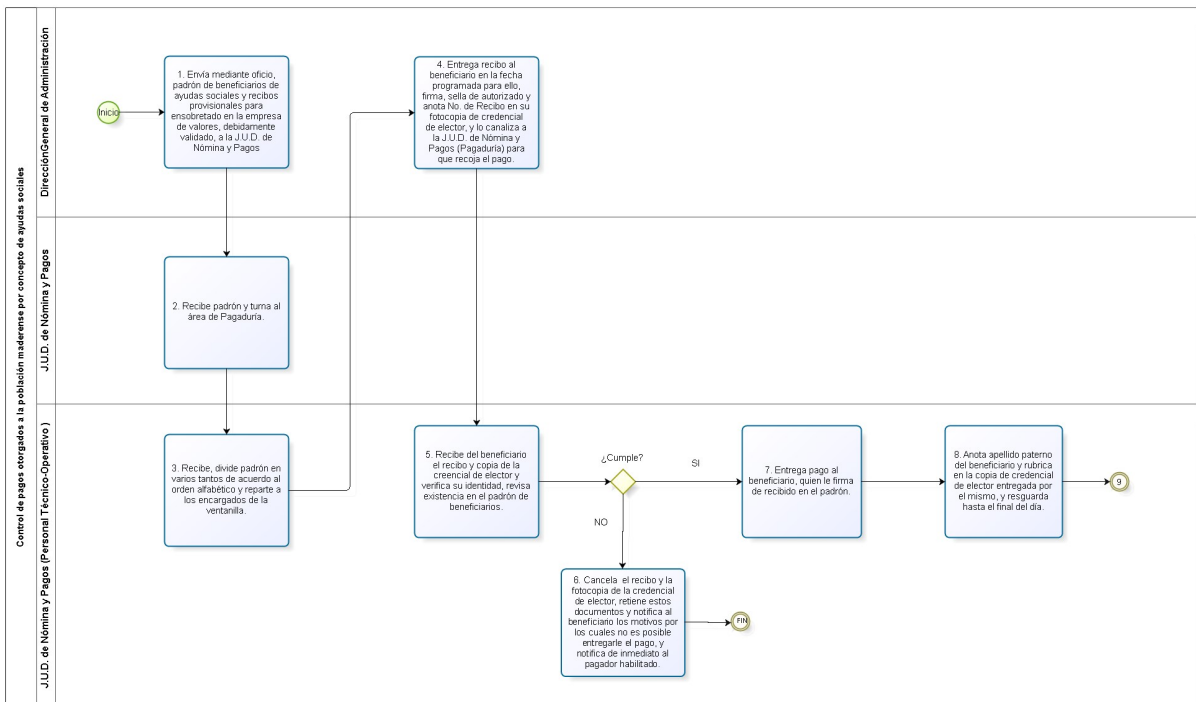 Control de pagos otorgados a la población maderense por concepto de ayudas sociales
DirecciónGeneral de Administración
Inicio
1. Envía mediante oficio,
padrón de beneficiarios de
ayudas sociales y recibos
provisionales para
ensobretado en la empresa
de valores, debidamente
validado, a la J.U.D. de
Nómina y Pagos
4. Entrega recibo al
beneficiario en la fecha
programada para ello,
firma, sella de autorizado y
anota No. de Recibo en su
fotocopia de credencial
de elector, y lo canaliza a
la J.U.D. de Nómina y
Pagos (Pagaduría) para
que recoja el pago.
J.U.D. de Nómina y Pagos
2. Recibe padrón y turna al
área de Pagaduría.
J.U.D. de Nómina y Pagos (Personal Técnico-Operativo )
3. Recibe, divide padrón en
varios tantos de acuerdo al
orden alfabético y reparte a
los encargados de la
ventanilla.
5. Recibe del beneficiario
el recibo y copia de la
creencial de elector y
verifica su identidad, revisa
existencia en el padrón de
beneficiarios.
¿Cumple?
SI
NO
7. Entrega pago al
beneficiario, quien le firma
de recibido en el padrón.
8. Anota apellido paterno
del beneficiario y rubrica
en la copia de credencial
de elector entregada por
el mismo, y resguarda
hasta el final del día.
9
6. Cancela el recibo y la
fotocopia de la credencial
de elector, retiene estos
documentos y notifica al
beneficiario los motivos por
los cuales no es posible
entregarle el pago, y
notifica de inmediato al
pagador habilitado.
FIN